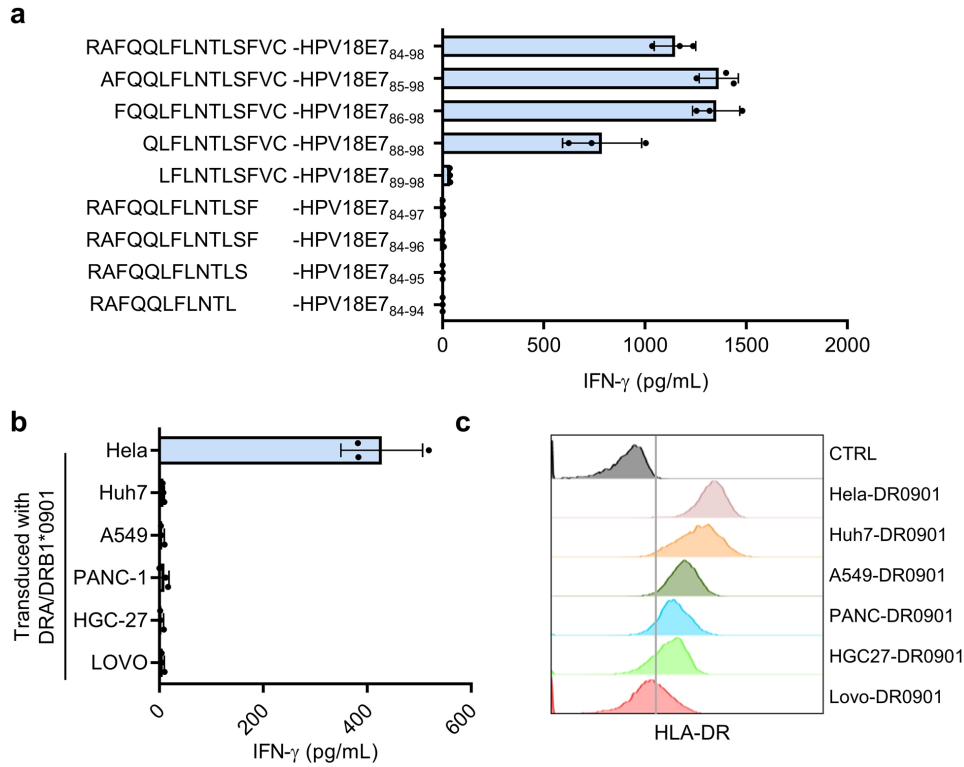 a
RAFQQLFLNTLSFVC -HPV18E784-98
AFQQLFLNTLSFVC -HPV18E785-98
FQQLFLNTLSFVC -HPV18E786-98
QLFLNTLSFVC -HPV18E788-98
LFLNTLSFVC -HPV18E789-98
RAFQQLFLNTLSF -HPV18E784-97
RAFQQLFLNTLSF -HPV18E784-96
RAFQQLFLNTLS -HPV18E784-95
RAFQQLFLNTL -HPV18E784-94
0 500 1000 1500 2000
IFN-γ (pg/mL)
b
Transduced with
DRA/DRB1*0901
Hela
Huh7
A549
PANC-1
HGC-27
LOVO
0 200 400 600
IFN-γ (pg/mL)
c
CTRL
Hela-DR0901
Huh7-DR0901
A549-DR0901
PANC-DR0901
HGC27-DR0901
Lovo-DR0901
HLA-DR